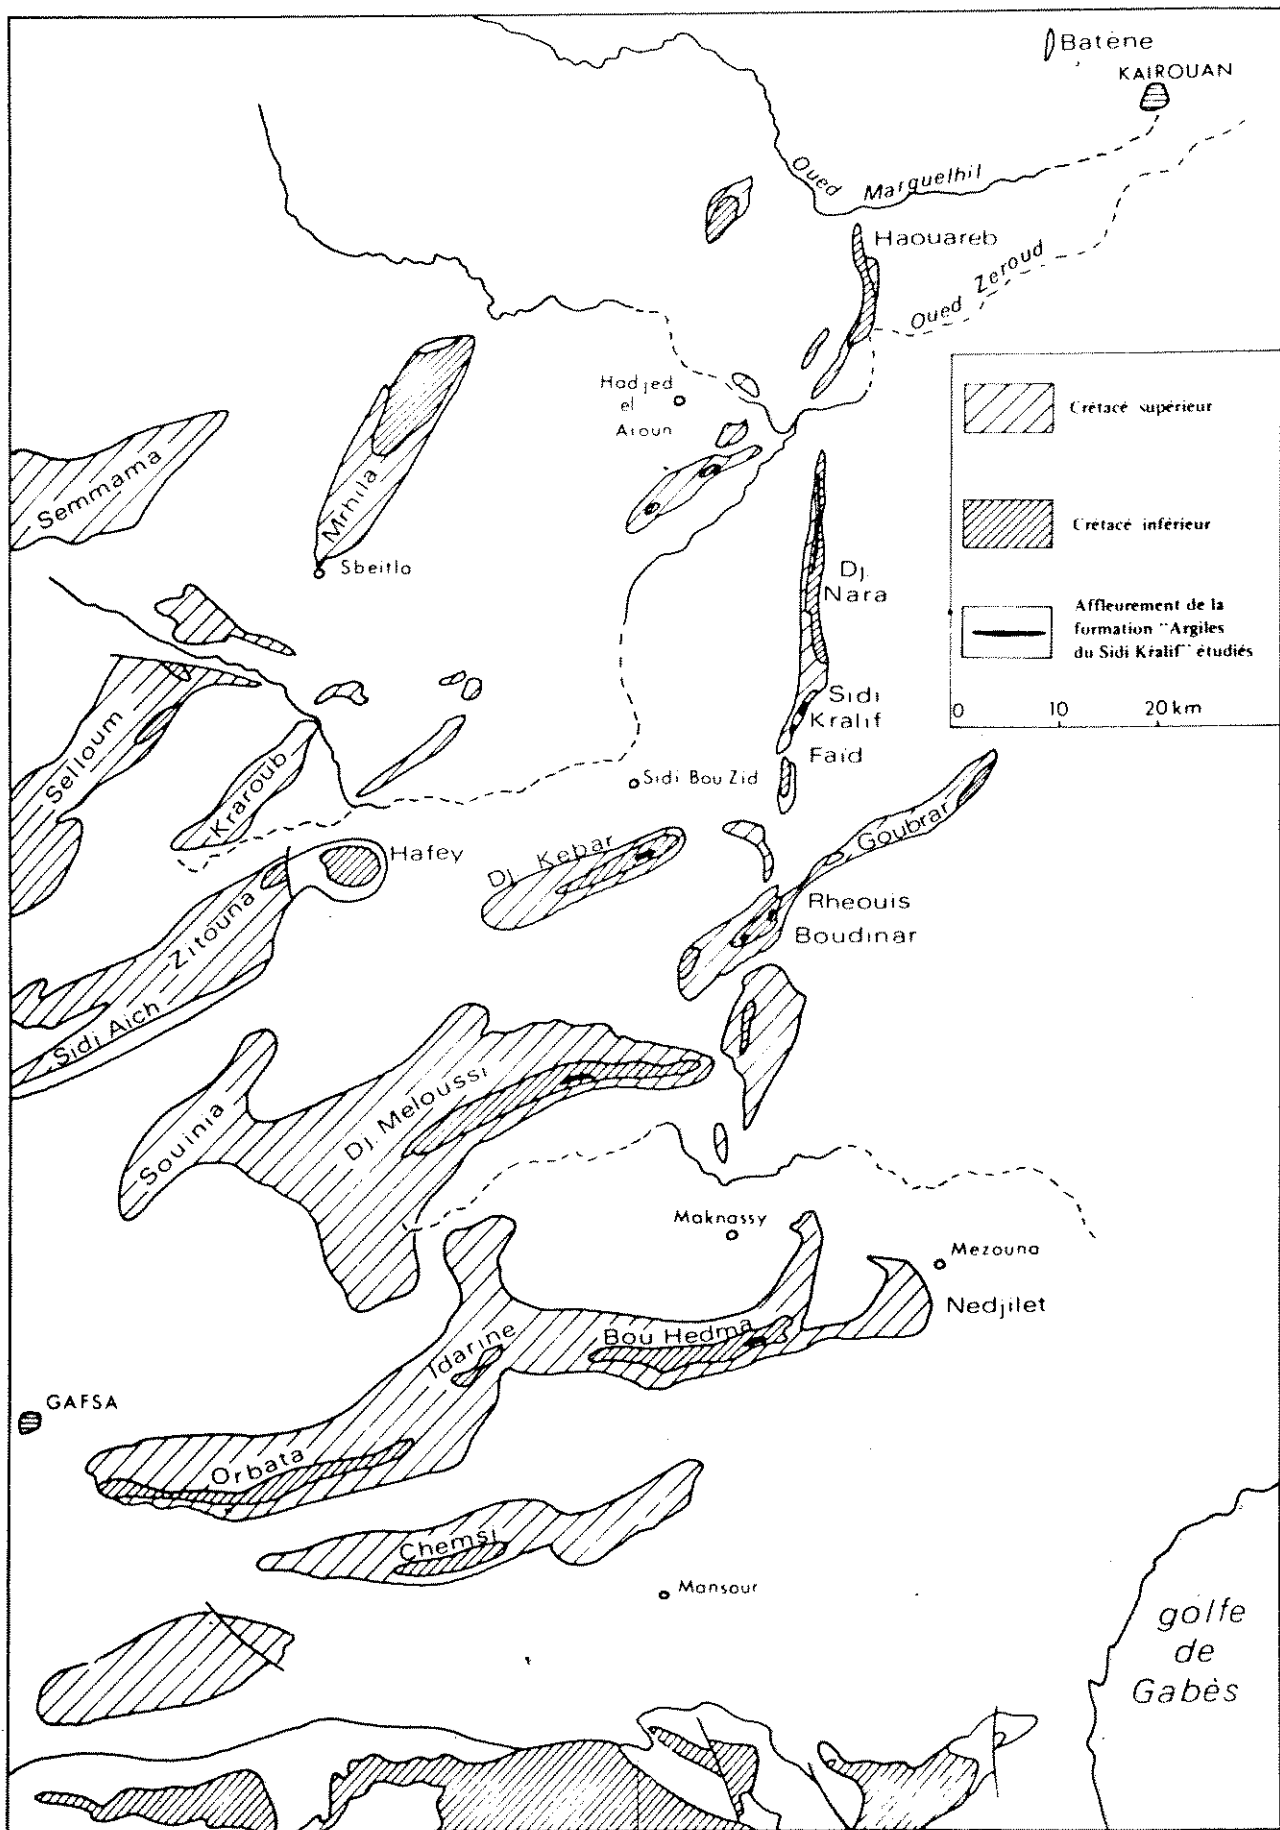 Batène
KAIROUAN
Oued Marguelhil
Haouareb
Oued Zeroud
Hadjed
el
Aioun
Crétacé supérieur
Crétacé inférieur
Affleurement de la
formation "Argiles
du Sidi Kralif" étudiés
0 10 20 km
Semmama
Mrhila
Sbeitla
Dj.
Nara
Sidi
Kralif
Faïd
Selloum
Kraroub
Sidi Bou Zid
Goubrar
Hafey
Dj. Kebar
Zitouna
Rheouis
Boudinar
Sidi Aich
Souinia
Dj. Meloussi
Maknassy
Mezouna
Nedjilet
Bou Hedma
Idarine
GAFSA
Orbata
Chemsi
Mansour
golfe
de
Gabès